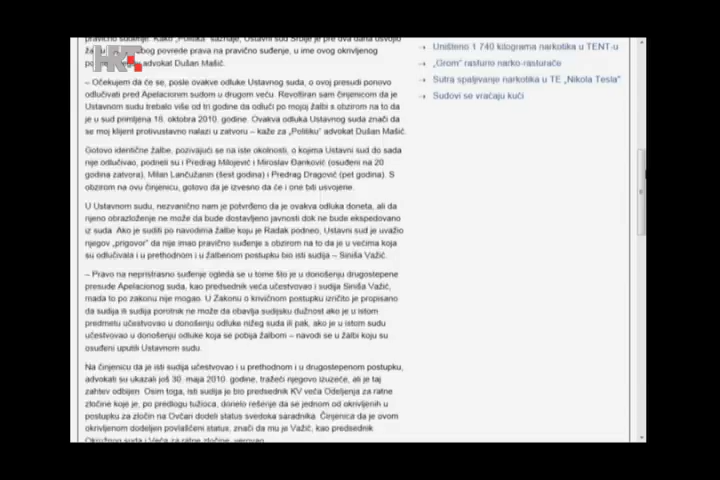 pravično suđenje. Kako „Politika" saznaje, Ustavni sud Srbije je pre dva dana usvojio
HRT
zbog povrede prava na pravično suđenje, u ime ovog okrivljenog
advokat Dušan Mašić.
– Očekujem da će se, posle ovakve odluke Ustavnog suda, o ovoj presudi ponovo
odlučivati pred Apelacionim sudom u drugom veću. Revoltiran sam činjenicom da je
Ustavnom sudu trebalo više od tri godine da odluči po mojoj žalbi s obzirom na to da
je u sud primljena 18. oktobra 2010. godine. Ovakva odluka Ustavnog suda znači da
se moj klijent protivustavno nalazi u zatvoru – kaže za „Politiku" advokat Dušan Mašić.
Gotovo identične žalbe, pozivajući se na iste okolnosti, o kojima Ustavni sud do sada
nije odlučivao, podneli su i Predrag Milojević i Miroslav Đanković (osuđeni na 20
godina zatvora), Milan Lančužanin (šest godina) i Predrag Dragović (pet godina). S
obzirom na ovu činjenicu, gotovo da je izvesno da će i one biti usvojene.
U Ustavnom sudu, nezvanično nam je potvrđeno da je ovakva odluka doneta, ali da
njeno obrazloženje ne može da bude dostavljeno javnosti dok ne bude ekspedovano
iz suda. Ako je suditi po navodima žalbe koju je Radak podneo, Ustavni sud je uvažio
njegov „prigovor" da nije imao pravično suđenje s obzirom na to da je u većima koja
su odlučivala i u prethodnom i u žalbenom postupku bio isti sudija – Siniša Važić.
– Pravo na nepristrasno suđenje ogleda se u tome što je u donošenju drugostepene
presude Apelacionog suda, kao predsednik veća učestvovao i sudija Siniša Važić,
mada to po zakonu nije mogao. U Zakonu o krivičnom postupku izričito je propisano
da sudija ili sudija porotnik ne može da obavlja sudijsku dužnost ako je u istom
predmetu učestvovao u donošenju odluke nižeg suda ili pak, ako je u istom sudu
učestvovao u donošenju odluke koja se pobija žalbom – navodi se u žalbi koju su
osuđeni uputili Ustavnom sudu.
Na činjenicu da je isti sudija učestvovao i u prethodnom i u drugostepenom postupku,
advokati su ukazali još 30. maja 2010. godine, tražeći njegovo izuzeće, ali je taj
zahtev odbijen. Osim toga, isti sudija je bio predsednik KV veća Odeljenja za ratne
zločine koje je, po predlogu tužioca, donelo rešenje da se jednom od okrivljenih u
postupku za zločin na Ovčari dodeli status svedoka saradnika. Činjenica da je ovom
okrivljenom dodeljen povlašćeni status, znači da mu je Važić, kao predsednik
Okružnog suda i Veća za ratne zločine, verovao
Uništeno 1 740 kilograma narkotika u TENT-u
„Grom" rasturio narko-rasturače
Sutra spaljivanje narkotika u TE „Nikola Tesla"
Sudovi se vraćaju kući